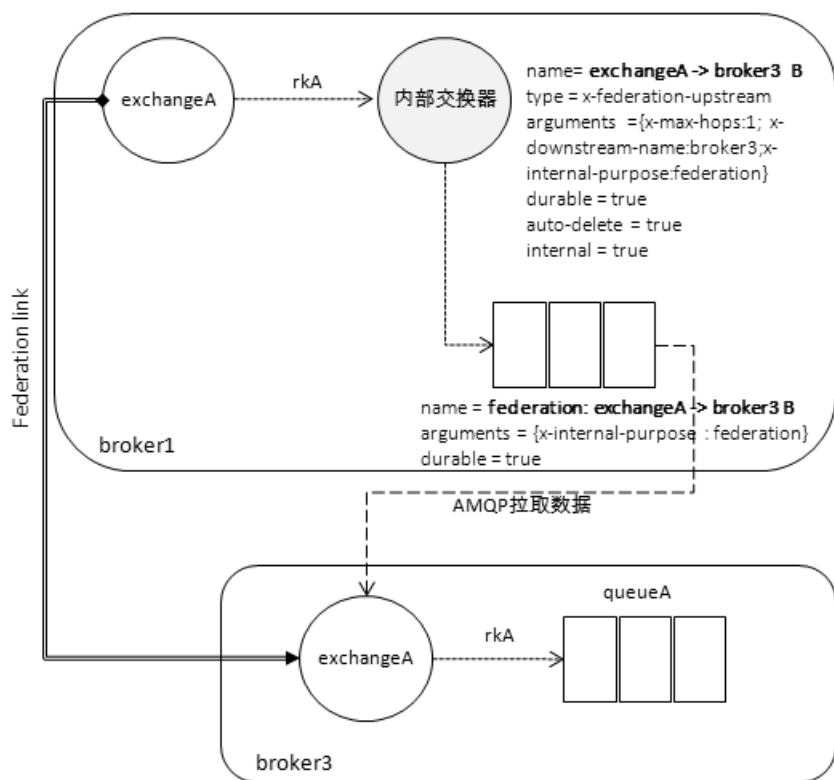 exchangeA
rkA
内部交换器
name= exchangeA -> broker3 B
type = x-federation-upstream
arguments ={x-max-hops:1; x-
downstream-name:broker3;x-
internal-purpose:federation}
durable = true
auto-delete = true
internal = true
Federation link
name = federation: exchangeA -> broker3 B
arguments = {x-internal-purpose : federation}
durable = true
broker1
AMQP拉取数据
queueA
exchangeA
rkA
broker3